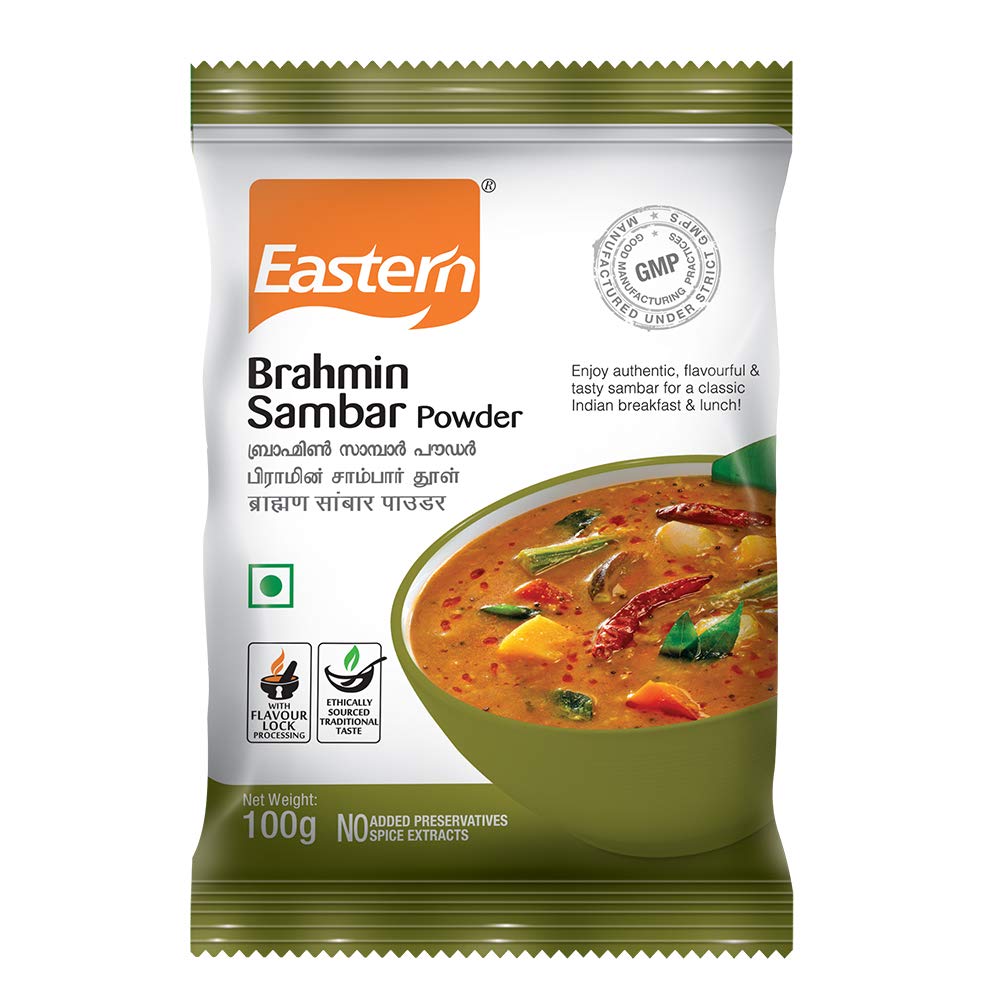 Eastern®
MANUFACTURED UNDER STRICT GMP'S
GOOD MANUFACTURING PRACTICES
GMP
Brahmin
Sambar Powder
Enjoy authentic, flavourful &
tasty sambar for a classic
Indian breakfast & lunch!
ബ്രാഹ്മിൺ സാമ്പാർ പൗഡർ
பிராமின் சாம்பார் தூள்
ब्राह्मण सांबार पाउडर
WITH
FLAVOUR
LOCK
PROCESSING
ETHICALLY
SOURCED
TRADITIONAL
TASTE
Net Weight:
100g
NO ADDED PRESERVATIVES
SPICE EXTRACTS